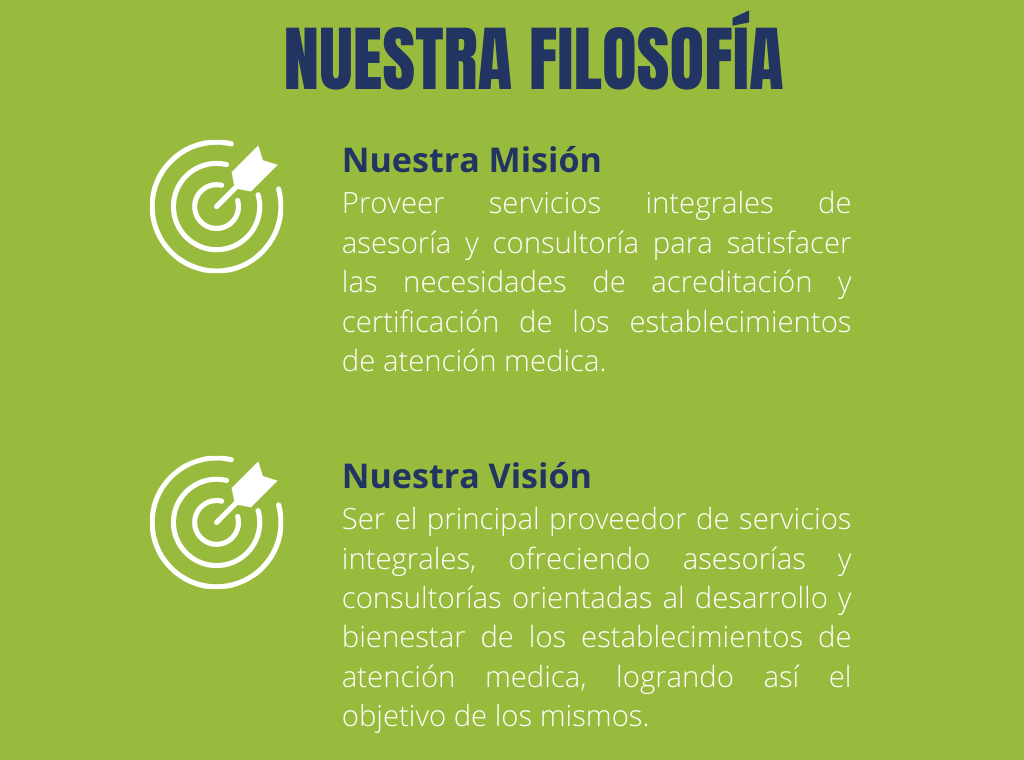 NUESTRA FILOSOFÍA
Nuestra Misión
Proveer servicios integrales de
asesoría y consultoría para satisfacer
las necesidades de acreditación y
certificación de los establecimientos
de atención medica.
Nuestra Visión
Ser el principal proveedor de servicios
integrales, ofreciendo asesorías y
consultorías orientadas al desarrollo y
bienestar de los establecimientos de
atención medica, logrando así el
objetivo de los mismos.